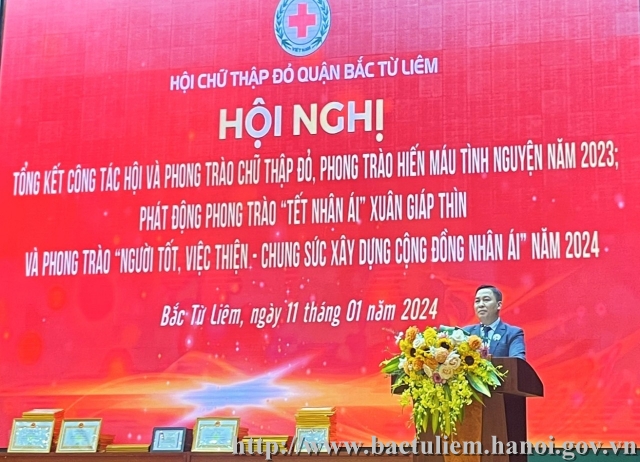 VIỆT NAM
HỘI CHỮ THẬP ĐỎ QUẬN BẮC TỪ LIÊM
HỘI NGHỊ
TỔNG KẾT CÔNG TÁC HỘI VÀ PHONG TRÀO CHỮ THẬP ĐỎ, PHONG TRÀO HIẾN MÁU TÌNH NGUYỆN NĂM 2023;
PHÁT ĐỘNG PHONG TRÀO "TẾT NHÂN ÁI" XUÂN GIÁP THÌN
VÀ PHONG TRÀO "NGƯỜI TỐT, VIỆC THIỆN - CHUNG SỨC XÂY DỰNG CỘNG ĐỒNG NHÂN ÁI" NĂM 2024
Bắc Từ Liêm, ngày 11 tháng 01 năm 2024
http://www.bactuliem.hanoi.gov.vn